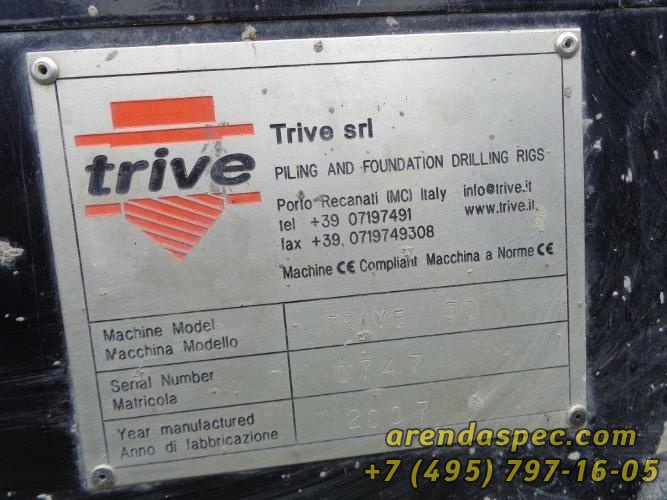 trive
Trive srl
PILING AND FOUNDATION DRILLING RIGS
Porto Recanati (MC) Italy info@trive.it
tel +39 07197491 www.trive.it
fax +39.0719749308
Machine CE Compliant Macchina a Norme CE
Machine Model TRIVE 30
Macchina Modello
Serial Number 0747
Matricola
Year manufactured 2007
Anno di fabbricazione
arendaspec.com
+7 (495) 797-16-05